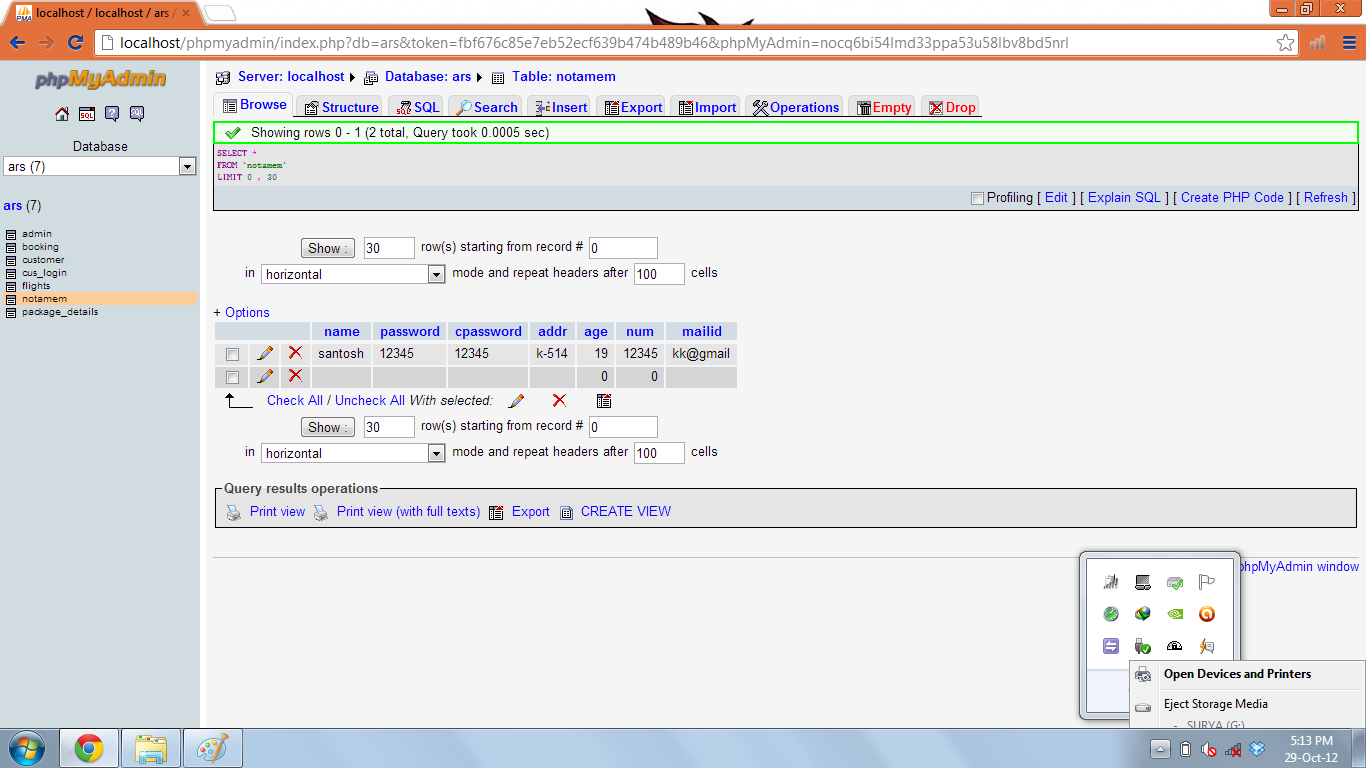 localhost / localhost / ars /
localhost/phpmyadmin/index.php?db=ars&token=fbf676c85e7eb52ecf639b474b489b46&phpMyAdmin=nocq6bi54lmd33ppa53u58lbv8bd5nrl
phpMyAdmin
Database
ars (7)
ars (7)
admin
booking
customer
cus_login
flights
notamem
package_details
Server: localhost Database: ars Table: notamem
Browse Structure SQL Search Insert Export Import Operations Empty Drop
Showing rows 0 - 1 (2 total, Query took 0.0005 sec)
SELECT *
FROM `notamem`
LIMIT 0 , 30
Profiling [ Edit ] [ Explain SQL ] [ Create PHP Code ] [ Refresh ]
Show : 30 row(s) starting from record # 0
in horizontal mode and repeat headers after 100 cells
+ Options
name password cpassword addr age num mailid
santosh 12345 12345 k-514 19 12345 kk@gmail
0 0
Check All / Uncheck All With selected:
Show : 30 row(s) starting from record # 0
in horizontal mode and repeat headers after 100 cells
Query results operations
Print view Print view (with full texts) Export CREATE VIEW
phpMyAdmin window
Open Devices and Printers
Eject Storage Media
- SURYA (G:)
5:13 PM
29-Oct-12